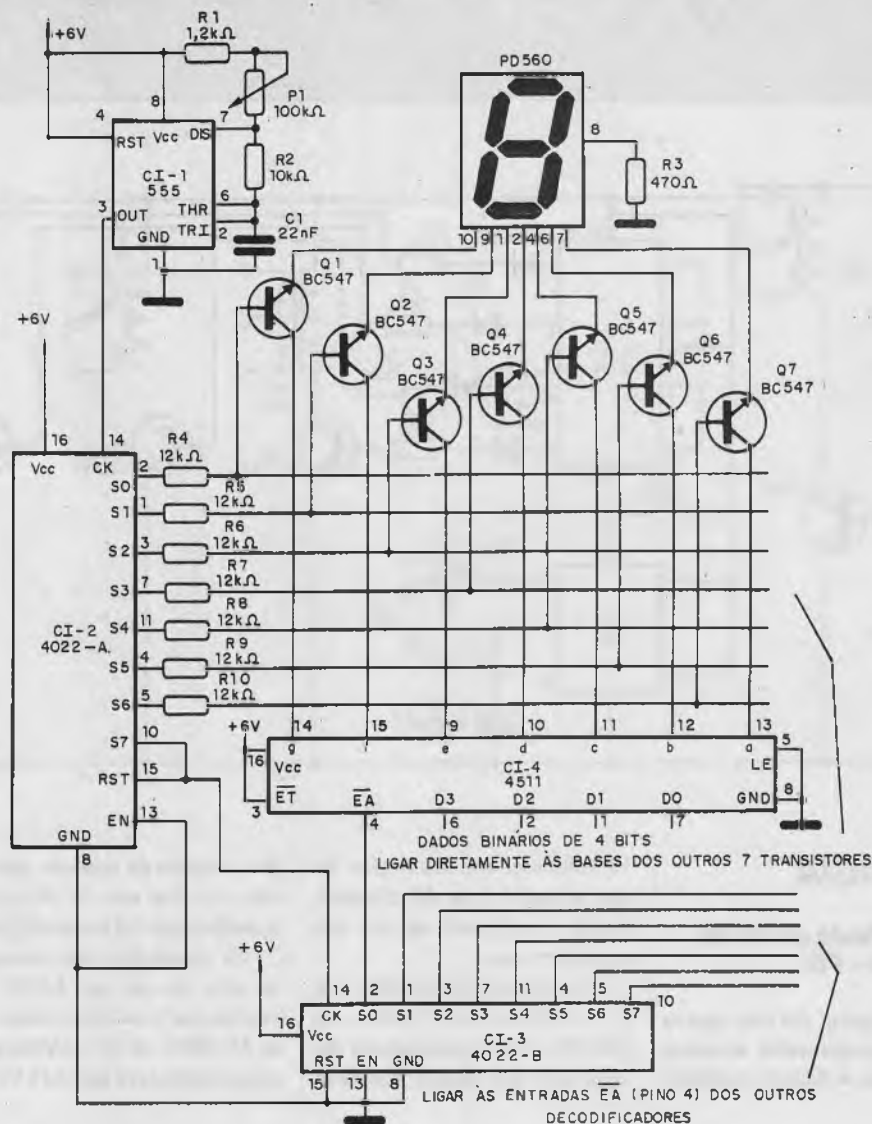 +6V
R1
1,2kΩ
P1
100kΩ
8
4
7
Vcc
DIS
RST
CI-1
555
R2
10kΩ
3
OUT
6
THR
TRI
2
GND
1
C1
22nF
PD560
8
R3
470Ω
10 9 1 2 4 6 7
Q1
BC547
Q2
BC547
Q3
BC547
Q4
BC547
Q5
BC547
Q6
BC547
Q7
BC547
+6V
16
14
Vcc
CK
CI-2
4022-A.
2
S0
R4
12kΩ
1
S1
R5
12kΩ
3
S2
R6
12kΩ
7
S3
R7
12kΩ
11
S4
R8
12kΩ
4
S5
R9
12kΩ
5
S6
R10
12kΩ
10
S7
15
RST
13
EN
GND
8
+6V
14 15 9 10 11 12 13
g f e d c b a
16
Vcc
CI-4
4511
5
LE
3
E̅T̅
E̅A̅ D3 D2 D1 D0
GND
8
4 16 12 11 17
DADOS BINÁRIOS DE 4 BITS
LIGAR DIRETAMENTE ÀS BASES DOS OUTROS 7 TRANSISTORES
+6V
14 2 1 3 7 11 4 5 10
CK S0 S1 S2 S3 S4 S5 S6 S7
16
Vcc
CI-3
4022-B
RST EN GND
15 13 8
LIGAR ÀS ENTRADAS E̅A̅ (PINO 4) DOS OUTROS
DECODIFICADORES